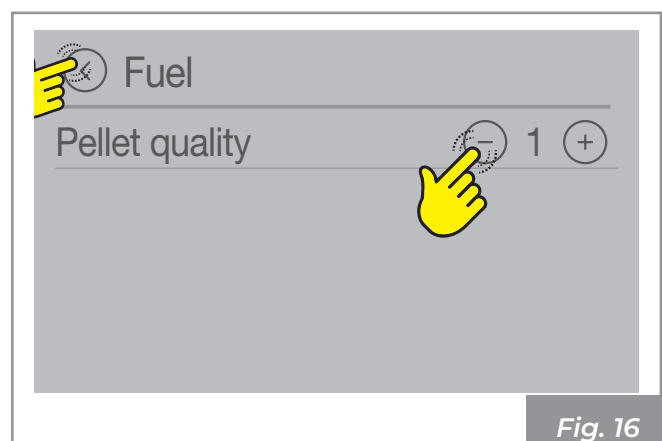 Fuel
Pellet quality − 1 +
Fig. 16